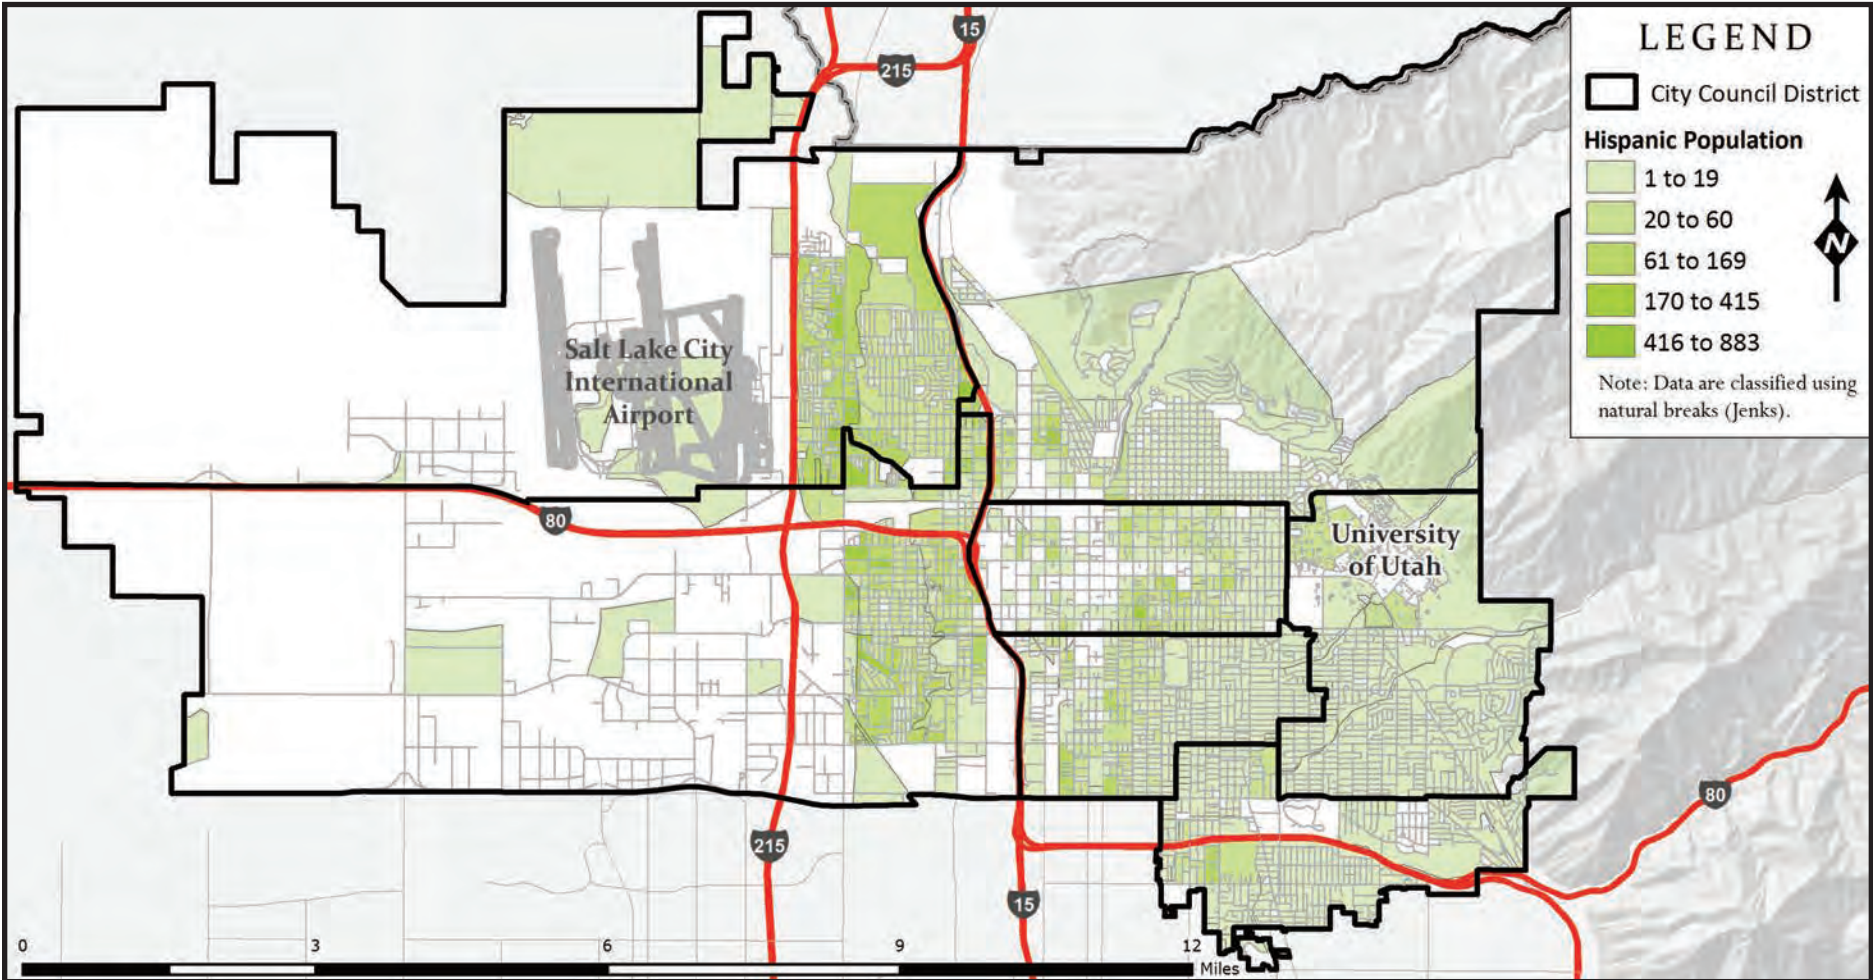 15
215
LEGEND
City Council District
Hispanic Population
1 to 19
20 to 60
61 to 169
170 to 415
416 to 883
Note: Data are classified using
natural breaks (Jenks).
N
Salt Lake City
International
Airport
80
University
of Utah
80
215
15
0 3 6 9 12
Miles